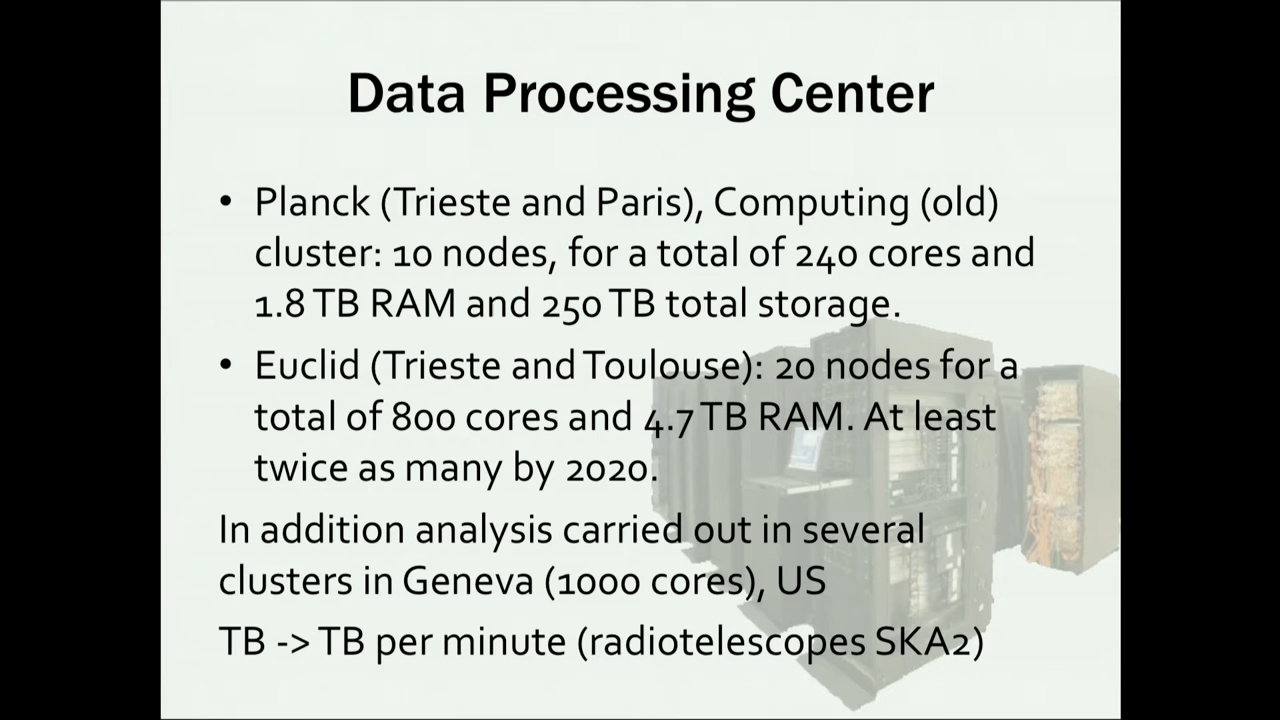 Data Processing Center
• Planck (Trieste and Paris), Computing (old)
cluster: 10 nodes, for a total of 240 cores and
1.8 TB RAM and 250 TB total storage.
• Euclid (Trieste and Toulouse): 20 nodes for a
total of 800 cores and 4.7 TB RAM. At least
twice as many by 2020.
In addition analysis carried out in several
clusters in Geneva (1000 cores), US
TB -> TB per minute (radiotelescopes SKA2)